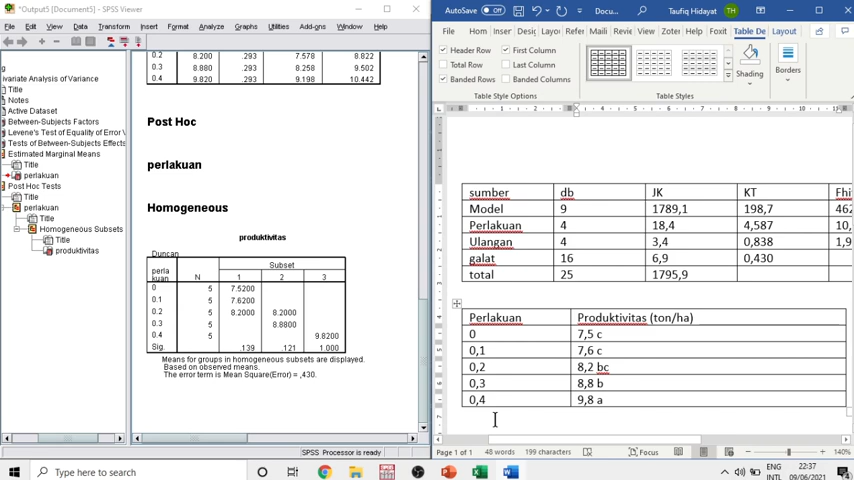 *Output5 [Document5] - SPSS Viewer
File Edit View Data Transform Insert Format Analyze Graphs Utilities Add-ons Window Help
g
ivariate Analysis of Variance
Title
Notes
Active Dataset
Between-Subjects Factors
Levene's Test of Equality of Error V
Tests of Between-Subjects Effects
Estimated Marginal Means
Title
perlakuan
Post Hoc Tests
Title
perlakuan
Title
Homogeneous Subsets
Title
produktivitas
0.2 8.200 .293 7.578 8.822
0.3 8.880 .293 8.258 9.502
0.4 9.820 .293 9.198 10.442
Post Hoc
perlakuan
Homogeneous
produktivitas
Duncan
perla kuan N Subset
1 2 3
0 5 7.5200
0.1 5 7.6200
0.2 5 8.2000 8.2000
0.3 5 8.8800
0.4 5 9.8200
Sig. .139 .121 1.000
Means for groups in homogeneous subsets are displayed.
Based on observed means.
The error term is Mean Square(Error) = ,430.
SPSS Processor is ready
AutoSave Off Docu... Taufiq Hidayat TH
File Hom Inser Desig Layou Refer Maili Revie View Zoter Help Foxit Table De Layout
Header Row First Column
Total Row Last Column
Banded Rows Banded Columns
Table Style Options
Table Styles
Shading
Borders
Borders
sumber db JK KT Fhi
Model 9 1789,1 198,7 462
Perlakuan 4 18,4 4,587 10,
Ulangan 4 3,4 0,838 1,9
galat 16 6,9 0,430
total 25 1795,9
Perlakuan Produktivitas (ton/ha)
0 7,5 c
0,1 7,6 c
0,2 8,2 bc
0,3 8,8 b
0,4 9,8 a
Page 1 of 1 48 words 199 characters Focus 140%
Type here to search
ENG INTL 22:37 09/06/2021